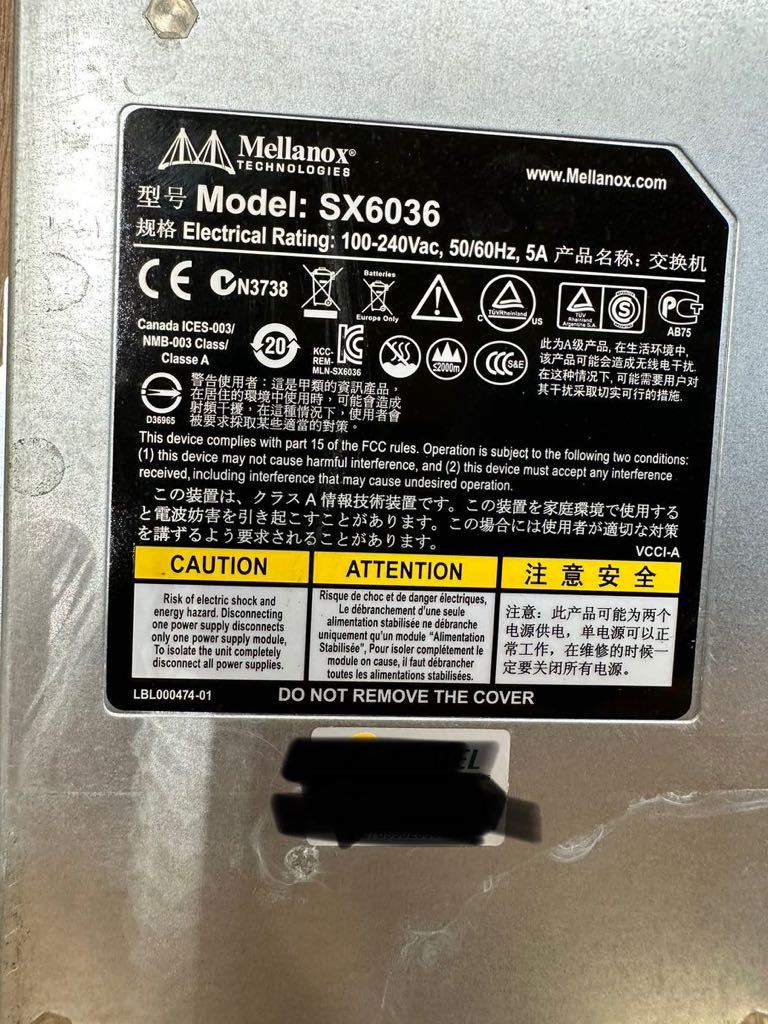 Mellanox®
TECHNOLOGIES
www.Mellanox.com
型号 Model: SX6036
规格 Electrical Rating: 100-240Vac, 50/60Hz, 5A 产品名称: 交换机
CE N3738
Batteries
Europe Only
TÜVRheinland
C US
TÜV
Rheinland
Argentina S.A.
S
PCT
AB75
Canada ICES-003/
NMB-003 Class/
Classe A
20
KCC-
REM-
MLN-SX6036
≤2000m
CCC S&E
此为A级产品, 在生活环境中,
该产品可能会造成无线电干扰.
在这种情况下, 可能需要用户对
其干扰采取切实可行的措施.
D36965
警告使用者：這是甲類的資訊產品，
在居住的環境中使用時，可能會造成
射頻干擾，在這種情況下，使用者會
被要求採取某些適當的對策。
This device complies with part 15 of the FCC rules. Operation is subject to the following two conditions:
(1) this device may not cause harmful interference, and (2) this device must accept any interference
received, including interference that may cause undesired operation.
この装置は、クラスA情報技術装置です。この装置を家庭環境で使用する
と電波妨害を引き起こすことがあります。この場合には使用者が適切な対策
を講ずるよう要求されることがあります。
VCCI-A
CAUTION
Risk of electric shock and
energy hazard. Disconnecting
one power supply disconnects
only one power supply module,
To isolate the unit completely
disconnect all power supplies.
ATTENTION
Risque de choc et de danger électriques,
Le débranchement d'une seule
alimentation stabilisée ne débranche
uniquement qu'un module "Alimentation
Stabilisée", Pour isoler complétement le
module on cause, il faut débrancher
toutes les alimentations stabilisées.
注意安全
注意: 此产品可能为两个
电源供电, 单电源可以正
常工作, 在维修的时候一
定要关闭所有电源。
LBL000474-01
DO NOT REMOVE THE COVER
EL